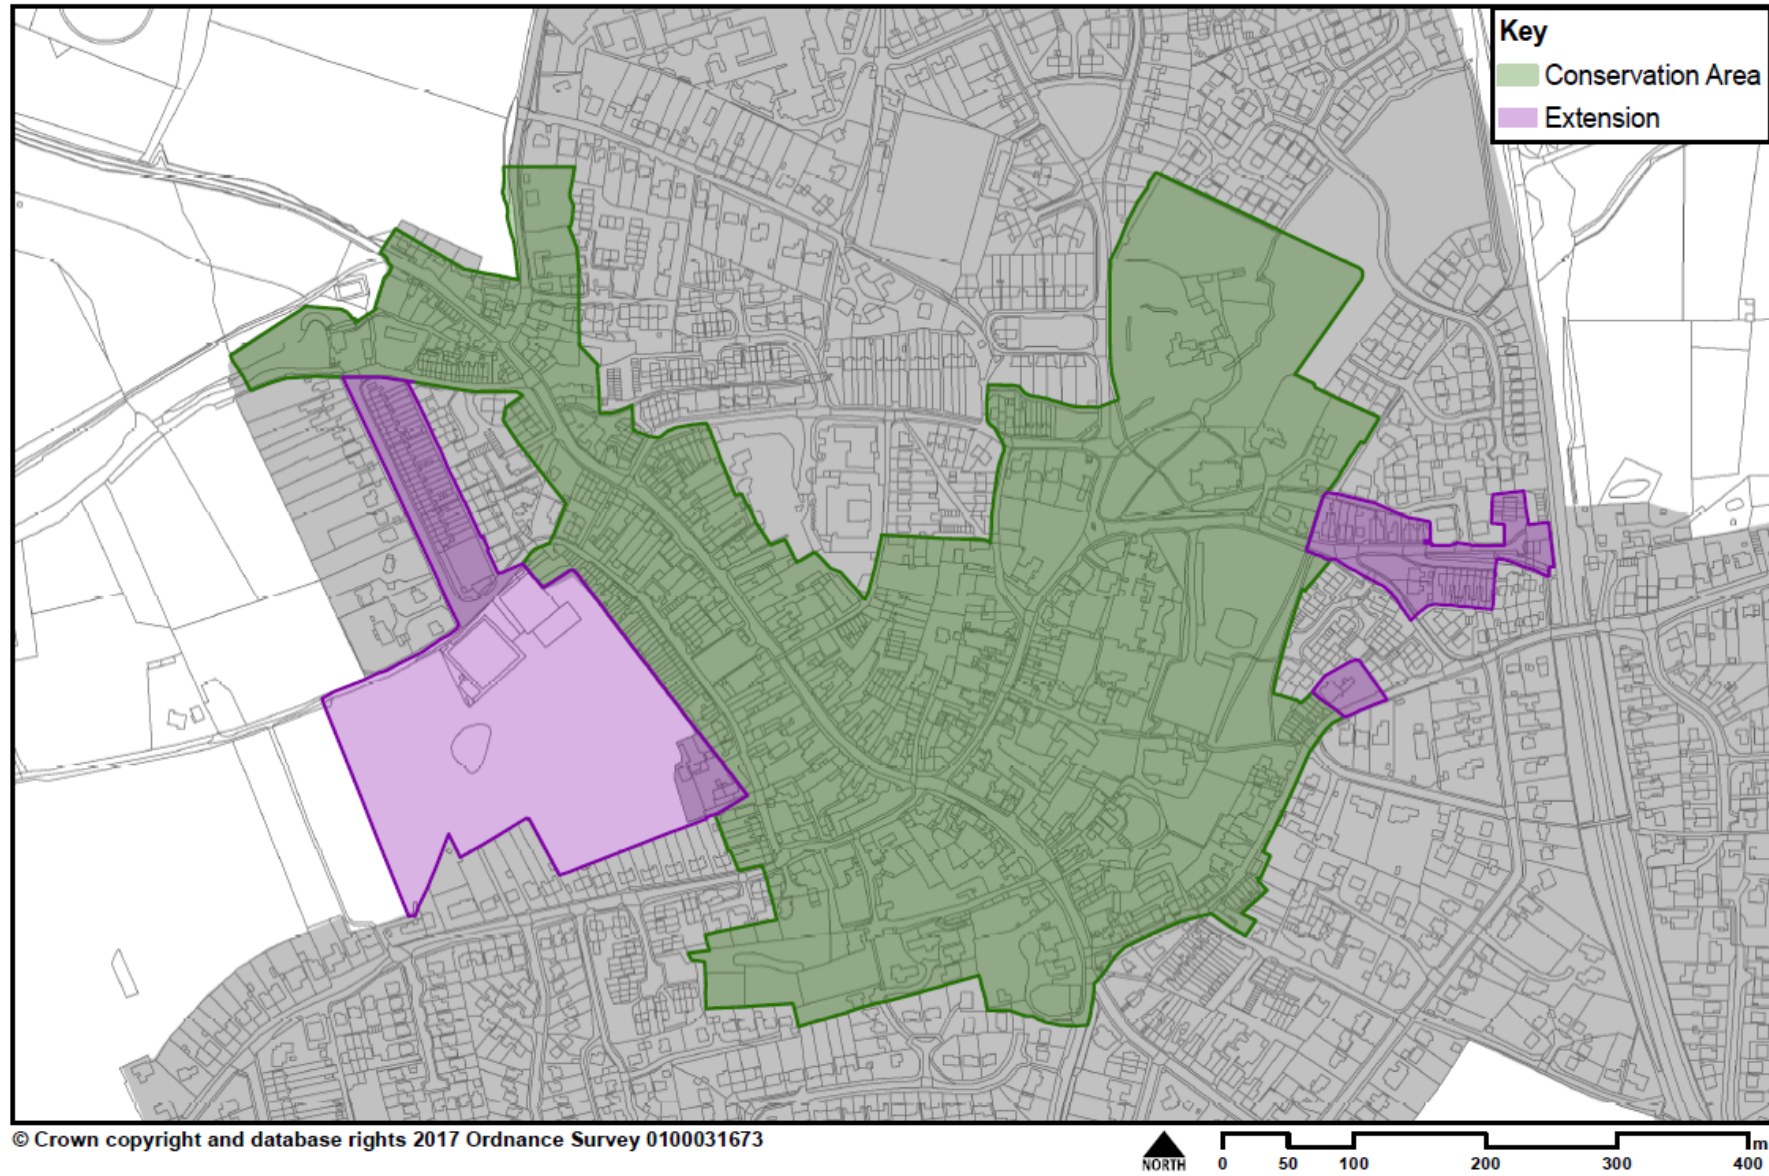 Key
Conservation Area
Extension
© Crown copyright and database rights 2017 Ordnance Survey 0100031673
NORTH
0 50 100 200 300 400 m